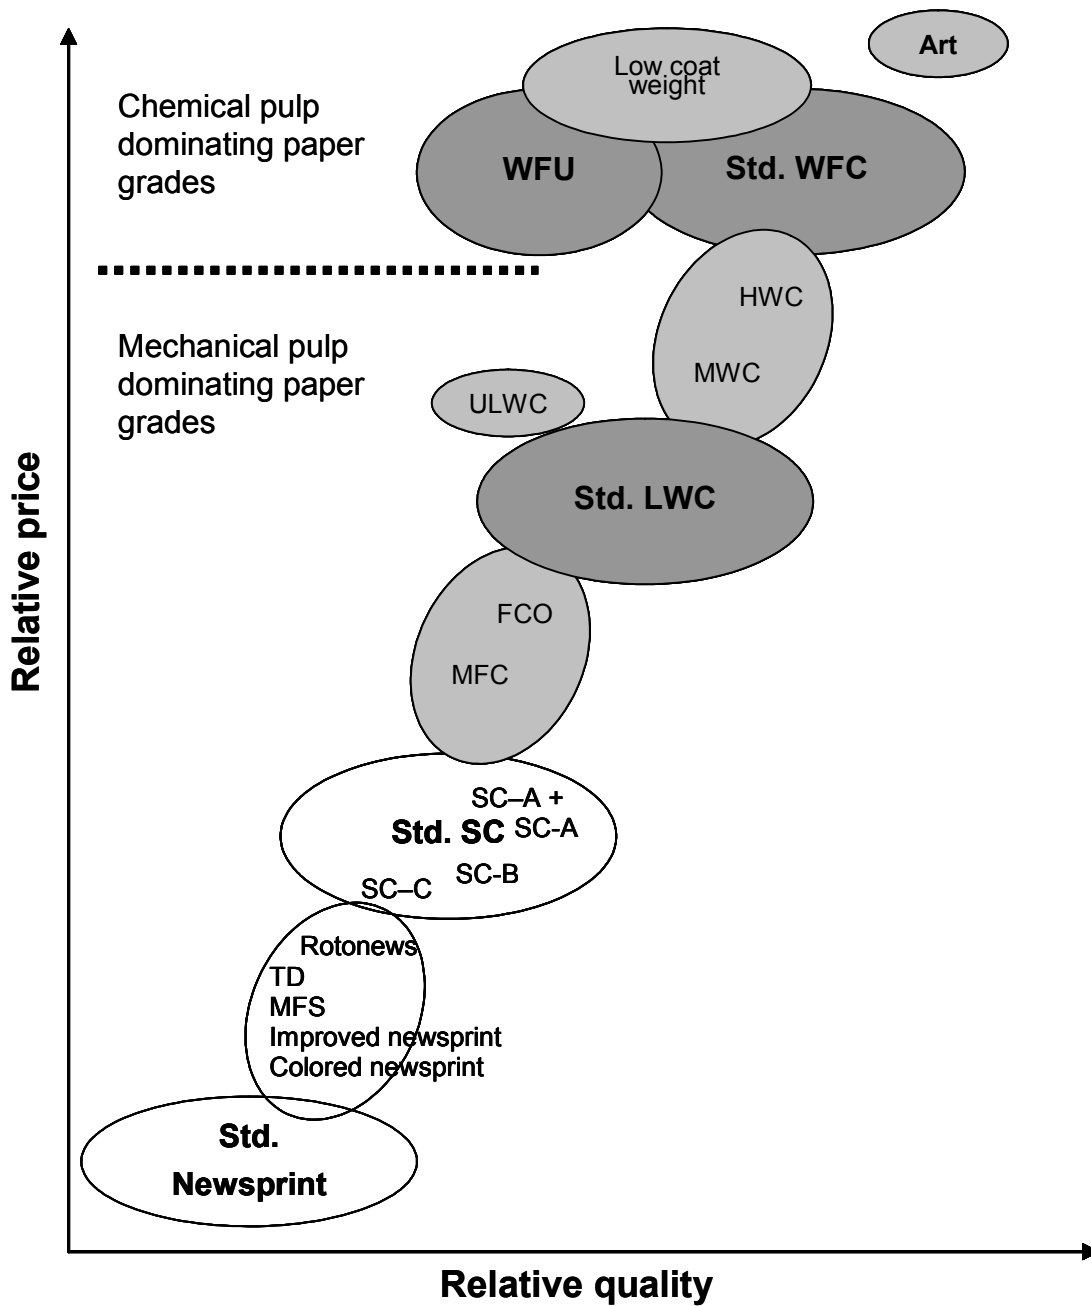 Art
Low coat
weight
Chemical pulp
dominating paper
grades
WFU
Std. WFC
HWC
Mechanical pulp
dominating paper
grades
MWC
ULWC
Std. LWC
FCO
MFC
SC–A +
Std. SC SC-A
SC-B
SC–C
Rotonews
TD
MFS
Improved newsprint
Colored newsprint
Std.
Newsprint
Relative price
Relative quality